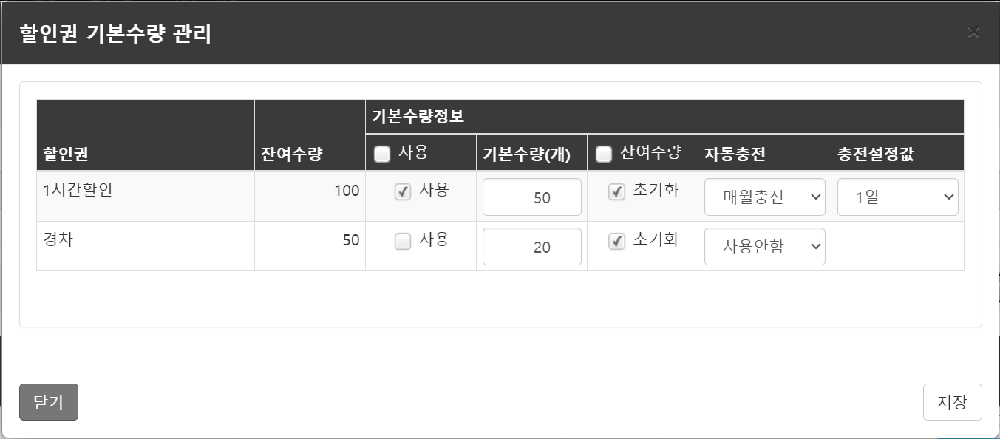 할인권 기본수량 관리
×
할인권 잔여수량 기본수량정보
사용 기본수량(개) 잔여수량 자동충전 충전설정값
1시간할인 100 사용 50 초기화 매월충전 1일
경차 50 사용 20 초기화 사용안함
닫기 저장